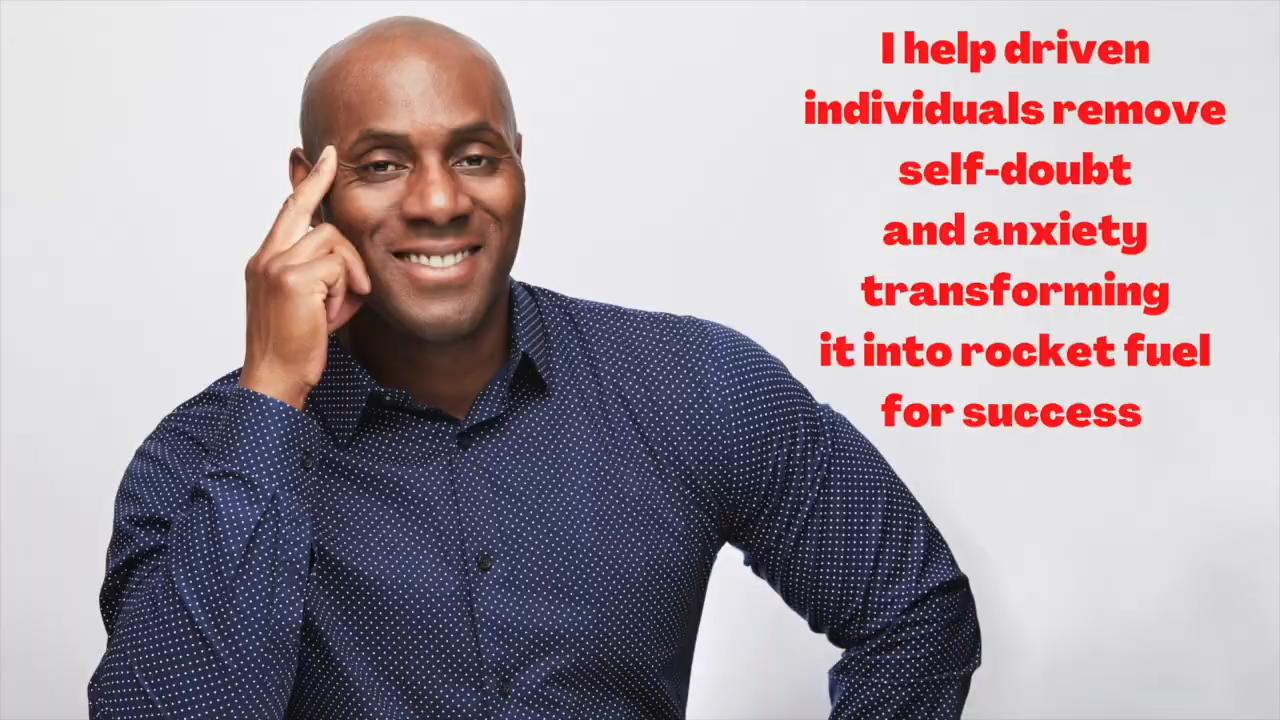 I help driven
individuals remove
self-doubt
and anxiety
transforming
it into rocket fuel
for success